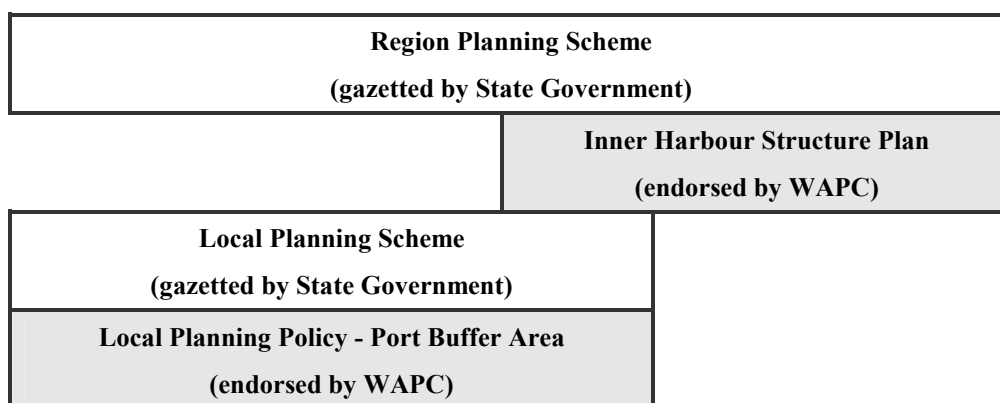 Region Planning Scheme
(gazetted by State Government)
Inner Harbour Structure Plan
(endorsed by WAPC)
Local Planning Scheme
(gazetted by State Government)
Local Planning Policy - Port Buffer Area
(endorsed by WAPC)